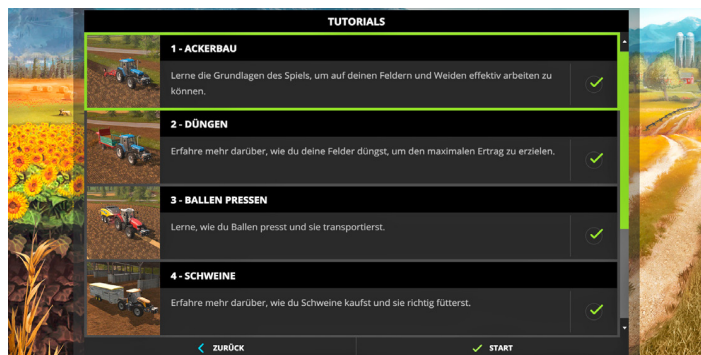 TUTORIALS
1 - ACKERBAU
Lerne die Grundlagen des Spiels, um auf deinen Feldern und Weiden effektiv arbeiten zu
können.
2 - DÜNGEN
Erfahre mehr darüber, wie du deine Felder düngst, um den maximalen Ertrag zu erzielen.
3 - BALLEN PRESSEN
Lerne, wie du Ballen presst und sie transportierst.
4 - SCHWEINE
Erfahre mehr darüber, wie du Schweine kaufst und sie richtig fütterst.
ZURÜCK
START